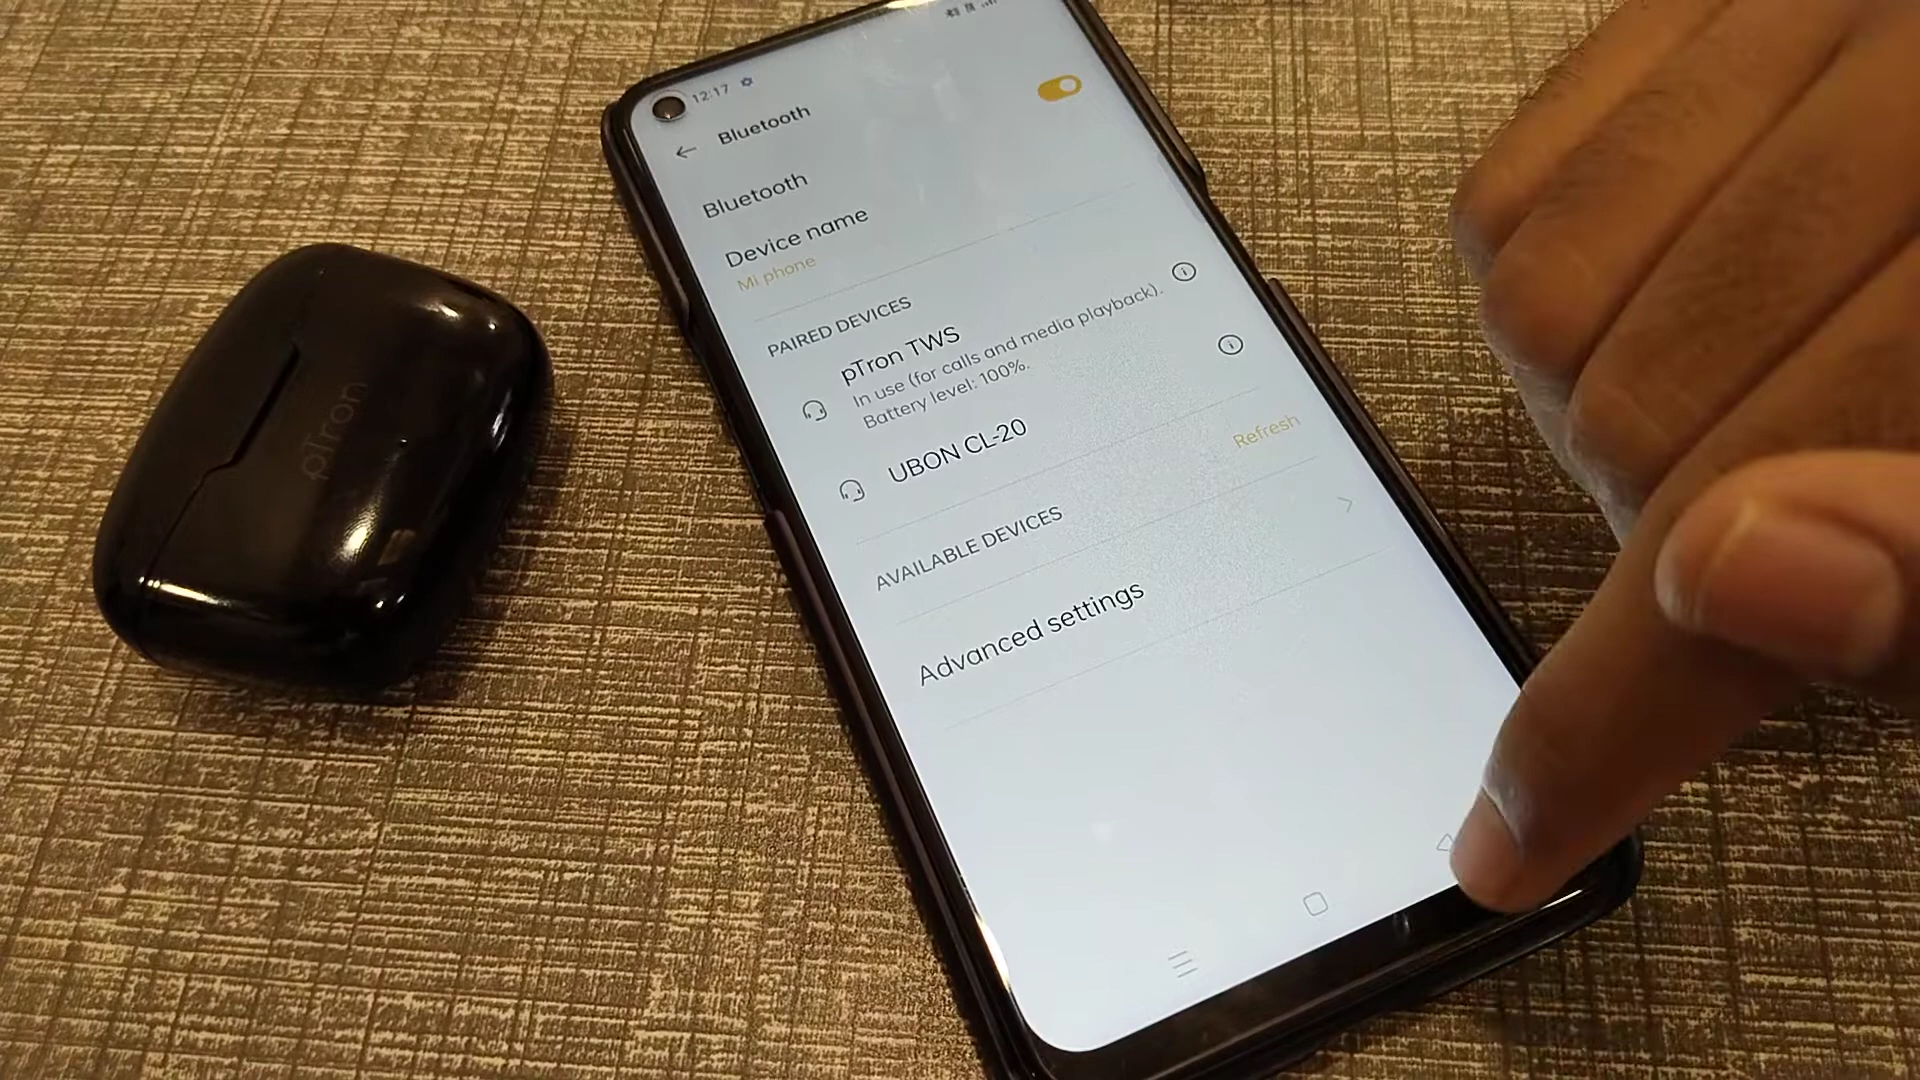 12:17
Bluetooth
Bluetooth
Device name
Mi phone
PAIRED DEVICES
pTron TWS
In use (for calls and media playback).
Battery level: 100%.
UBON CL-20
AVAILABLE DEVICES
Refresh
Advanced settings
pTron